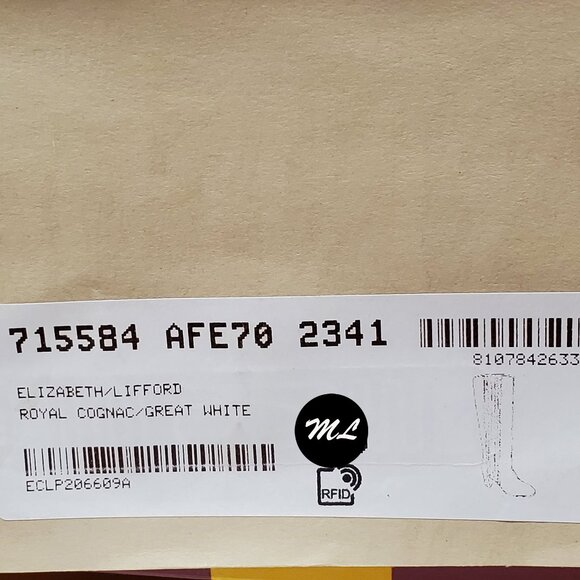 715584 AFE70 2341
8107842633
ELIZABETH/LIFFORD
ROYAL COGNAC/GREAT WHITE
ML
ECLP206609A
RFID